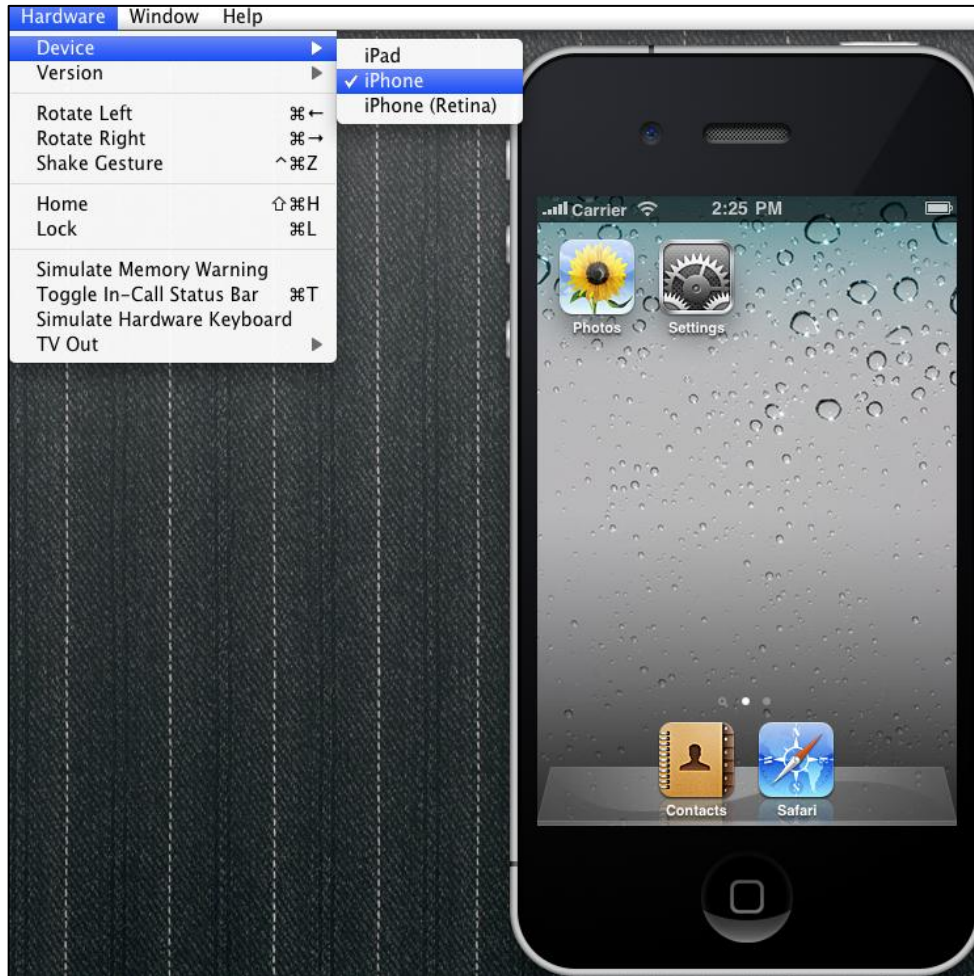 Hardware Window Help
Device
Version
Rotate Left ⌘←
Rotate Right ⌘→
Shake Gesture ^⌘Z
Home ⇧⌘H
Lock ⌘L
Simulate Memory Warning
Toggle In-Call Status Bar ⌘T
Simulate Hardware Keyboard
TV Out
iPad
✓ iPhone
iPhone (Retina)
Carrier 2:25 PM
Photos Settings
Contacts Safari